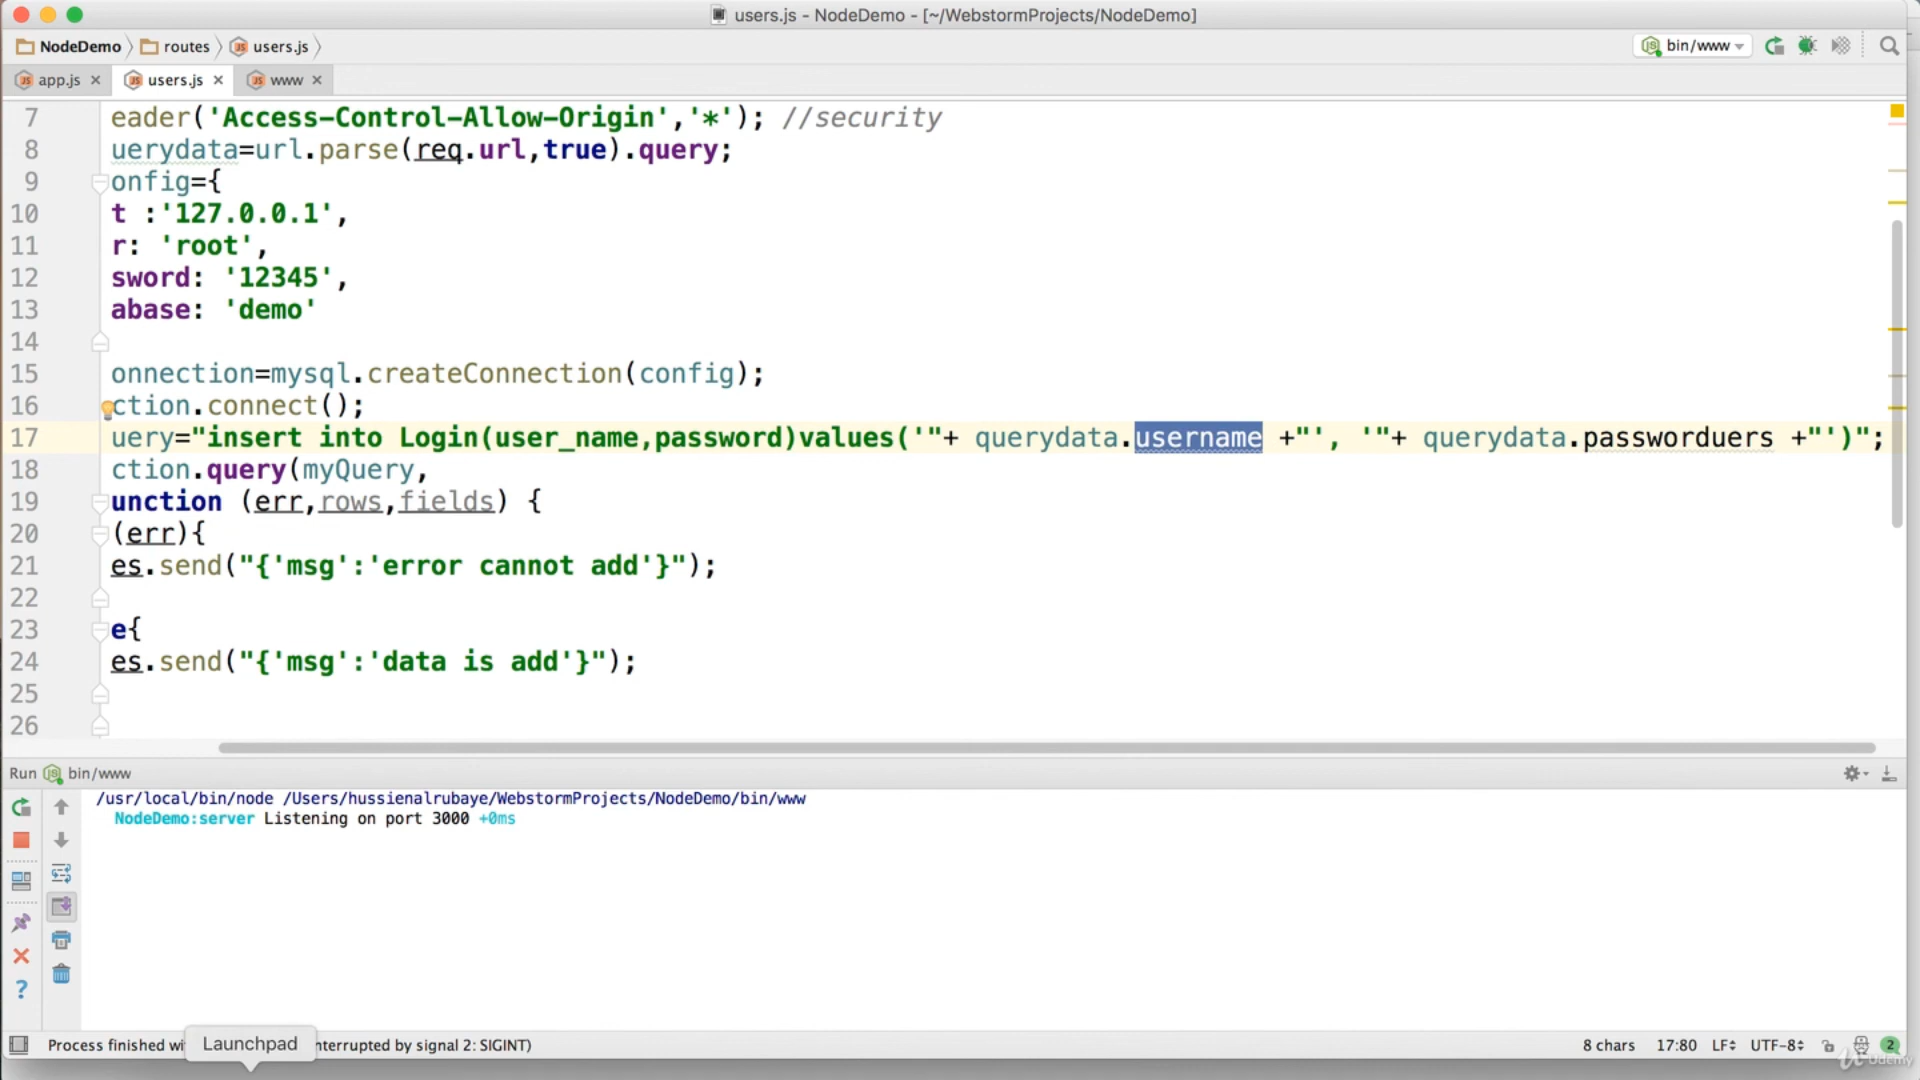 users.js - NodeDemo - [~/WebstormProjects/NodeDemo]
NodeDemo routes users.js bin/www
app.js users.js www
7 eader('Access-Control-Allow-Origin','*'); //security
8 uerydata=url.parse(req.url,true).query;
9 onfig={
10 t :'127.0.0.1',
11 r: 'root',
12 sword: '12345',
13 abase: 'demo'
14
15 onnection=mysql.createConnection(config);
16 ction.connect();
17 uery="insert into Login(user_name,password)values('"+ querydata.username +"', '"+ querydata.passworduers +"')";
18 ction.query(myQuery,
19 unction (err,rows,fields) {
20 (err){
21 es.send("{'msg':'error cannot add'}");
22
23 e{
24 es.send("{'msg':'data is add'}");
25
26
Run bin/www
/usr/local/bin/node /Users/hussienalrubaye/WebstormProjects/NodeDemo/bin/www
NodeDemo:server Listening on port 3000 +0ms
Process finished wi Launchpad nterrupted by signal 2: SIGINT) 8 chars 17:80 LF UTF-8 2
Udemy